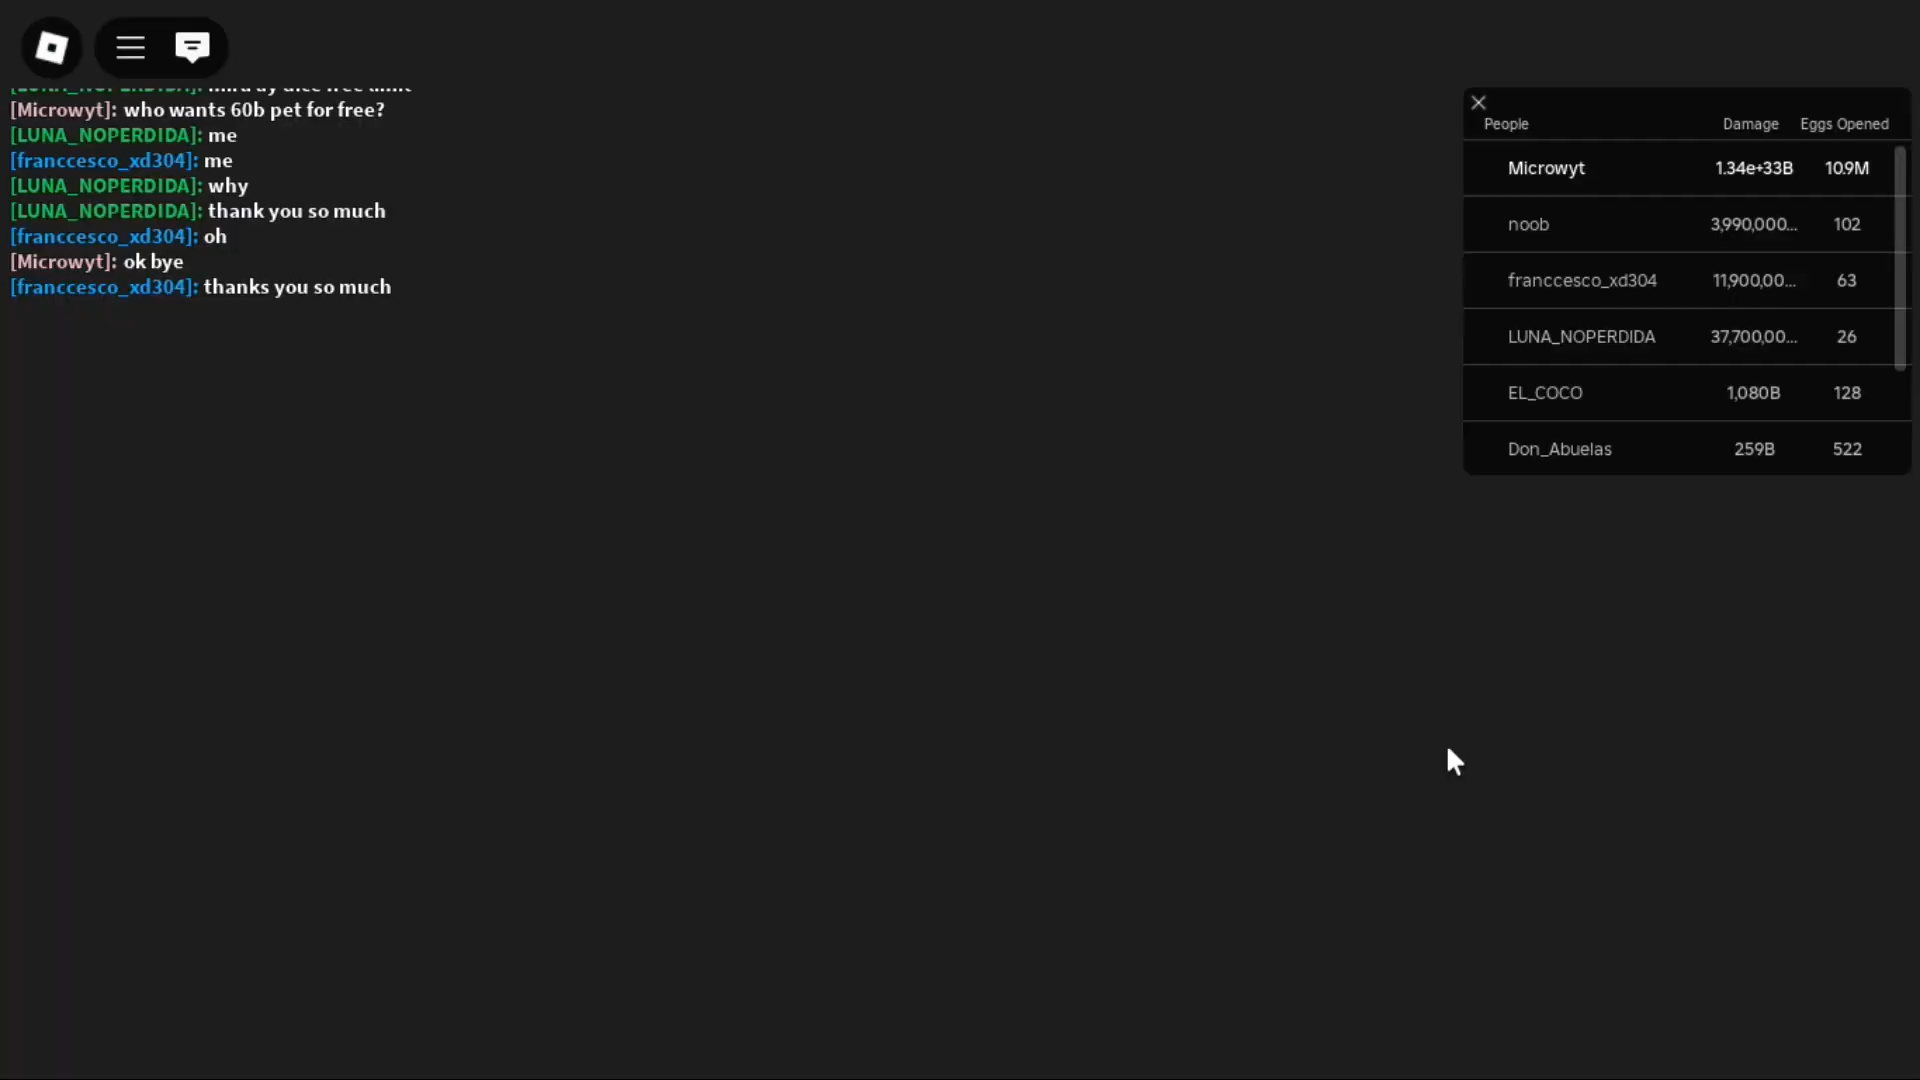 [Microwyt]: who wants 60b pet for free?
[LUNA_NOPERDIDA]: me
[franccesco_xd304]: me
[LUNA_NOPERDIDA]: why
[LUNA_NOPERDIDA]: thank you so much
[franccesco_xd304]: oh
[Microwyt]: ok bye
[franccesco_xd304]: thanks you so much
People Damage Eggs Opened
Microwyt 1.34e+33B 10.9M
noob 3,990,000... 102
franccesco_xd304 11,900,00... 63
LUNA_NOPERDIDA 37,700,00... 26
EL_COCO 1,080B 128
Don_Abuelas 259B 522